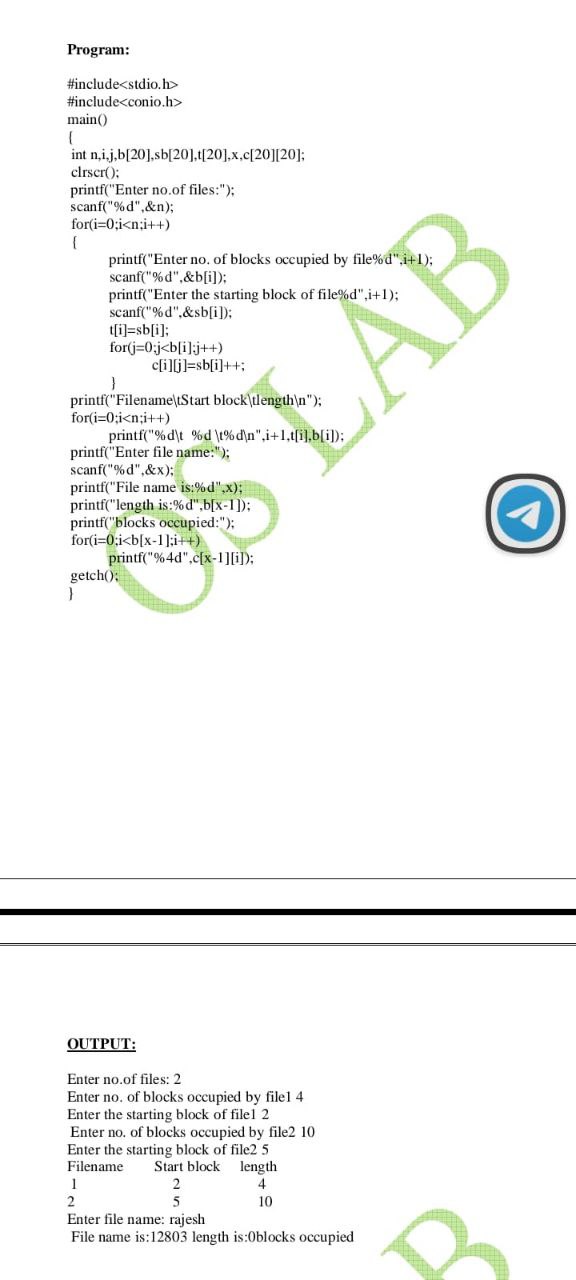 Program:
#include<stdio.h>
#include<conio.h>
main()
{
int n,i,j,b[20],sb[20],t[20],x,c[20][20];
clrscr();
printf("Enter no.of files:");
scanf("%d",&n);
for(i=0;i<n;i++)
{
printf("Enter no. of blocks occupied by file%d",i+1);
scanf("%d",&b[i]);
printf("Enter the starting block of file%d",i+1);
scanf("%d",&sb[i]);
t[i]=sb[i];
for(j=0;j<b[i];j++)
c[i][j]=sb[i]++;
}
printf("Filename\tStart block\tlength\n");
for(i=0;i<n;i++)
printf("%d\t %d \t%d\n",i+1,t[i],b[i]);
printf("Enter file name:");
scanf("%d",&x);
printf("File name is:%d",x);
printf("length is:%d",b[x-1]);
printf("blocks occupied:");
for(i=0;i<b[x-1];i++)
printf("%4d",c[x-1][i]);
getch();
}
OS LAB
OUTPUT:
Enter no.of files: 2
Enter no. of blocks occupied by file1 4
Enter the starting block of file1 2
Enter no. of blocks occupied by file2 10
Enter the starting block of file2 5
Filename Start block length
1 2 4
2 5 10
Enter file name: rajesh
File name is:12803 length is:0blocks occupied
B